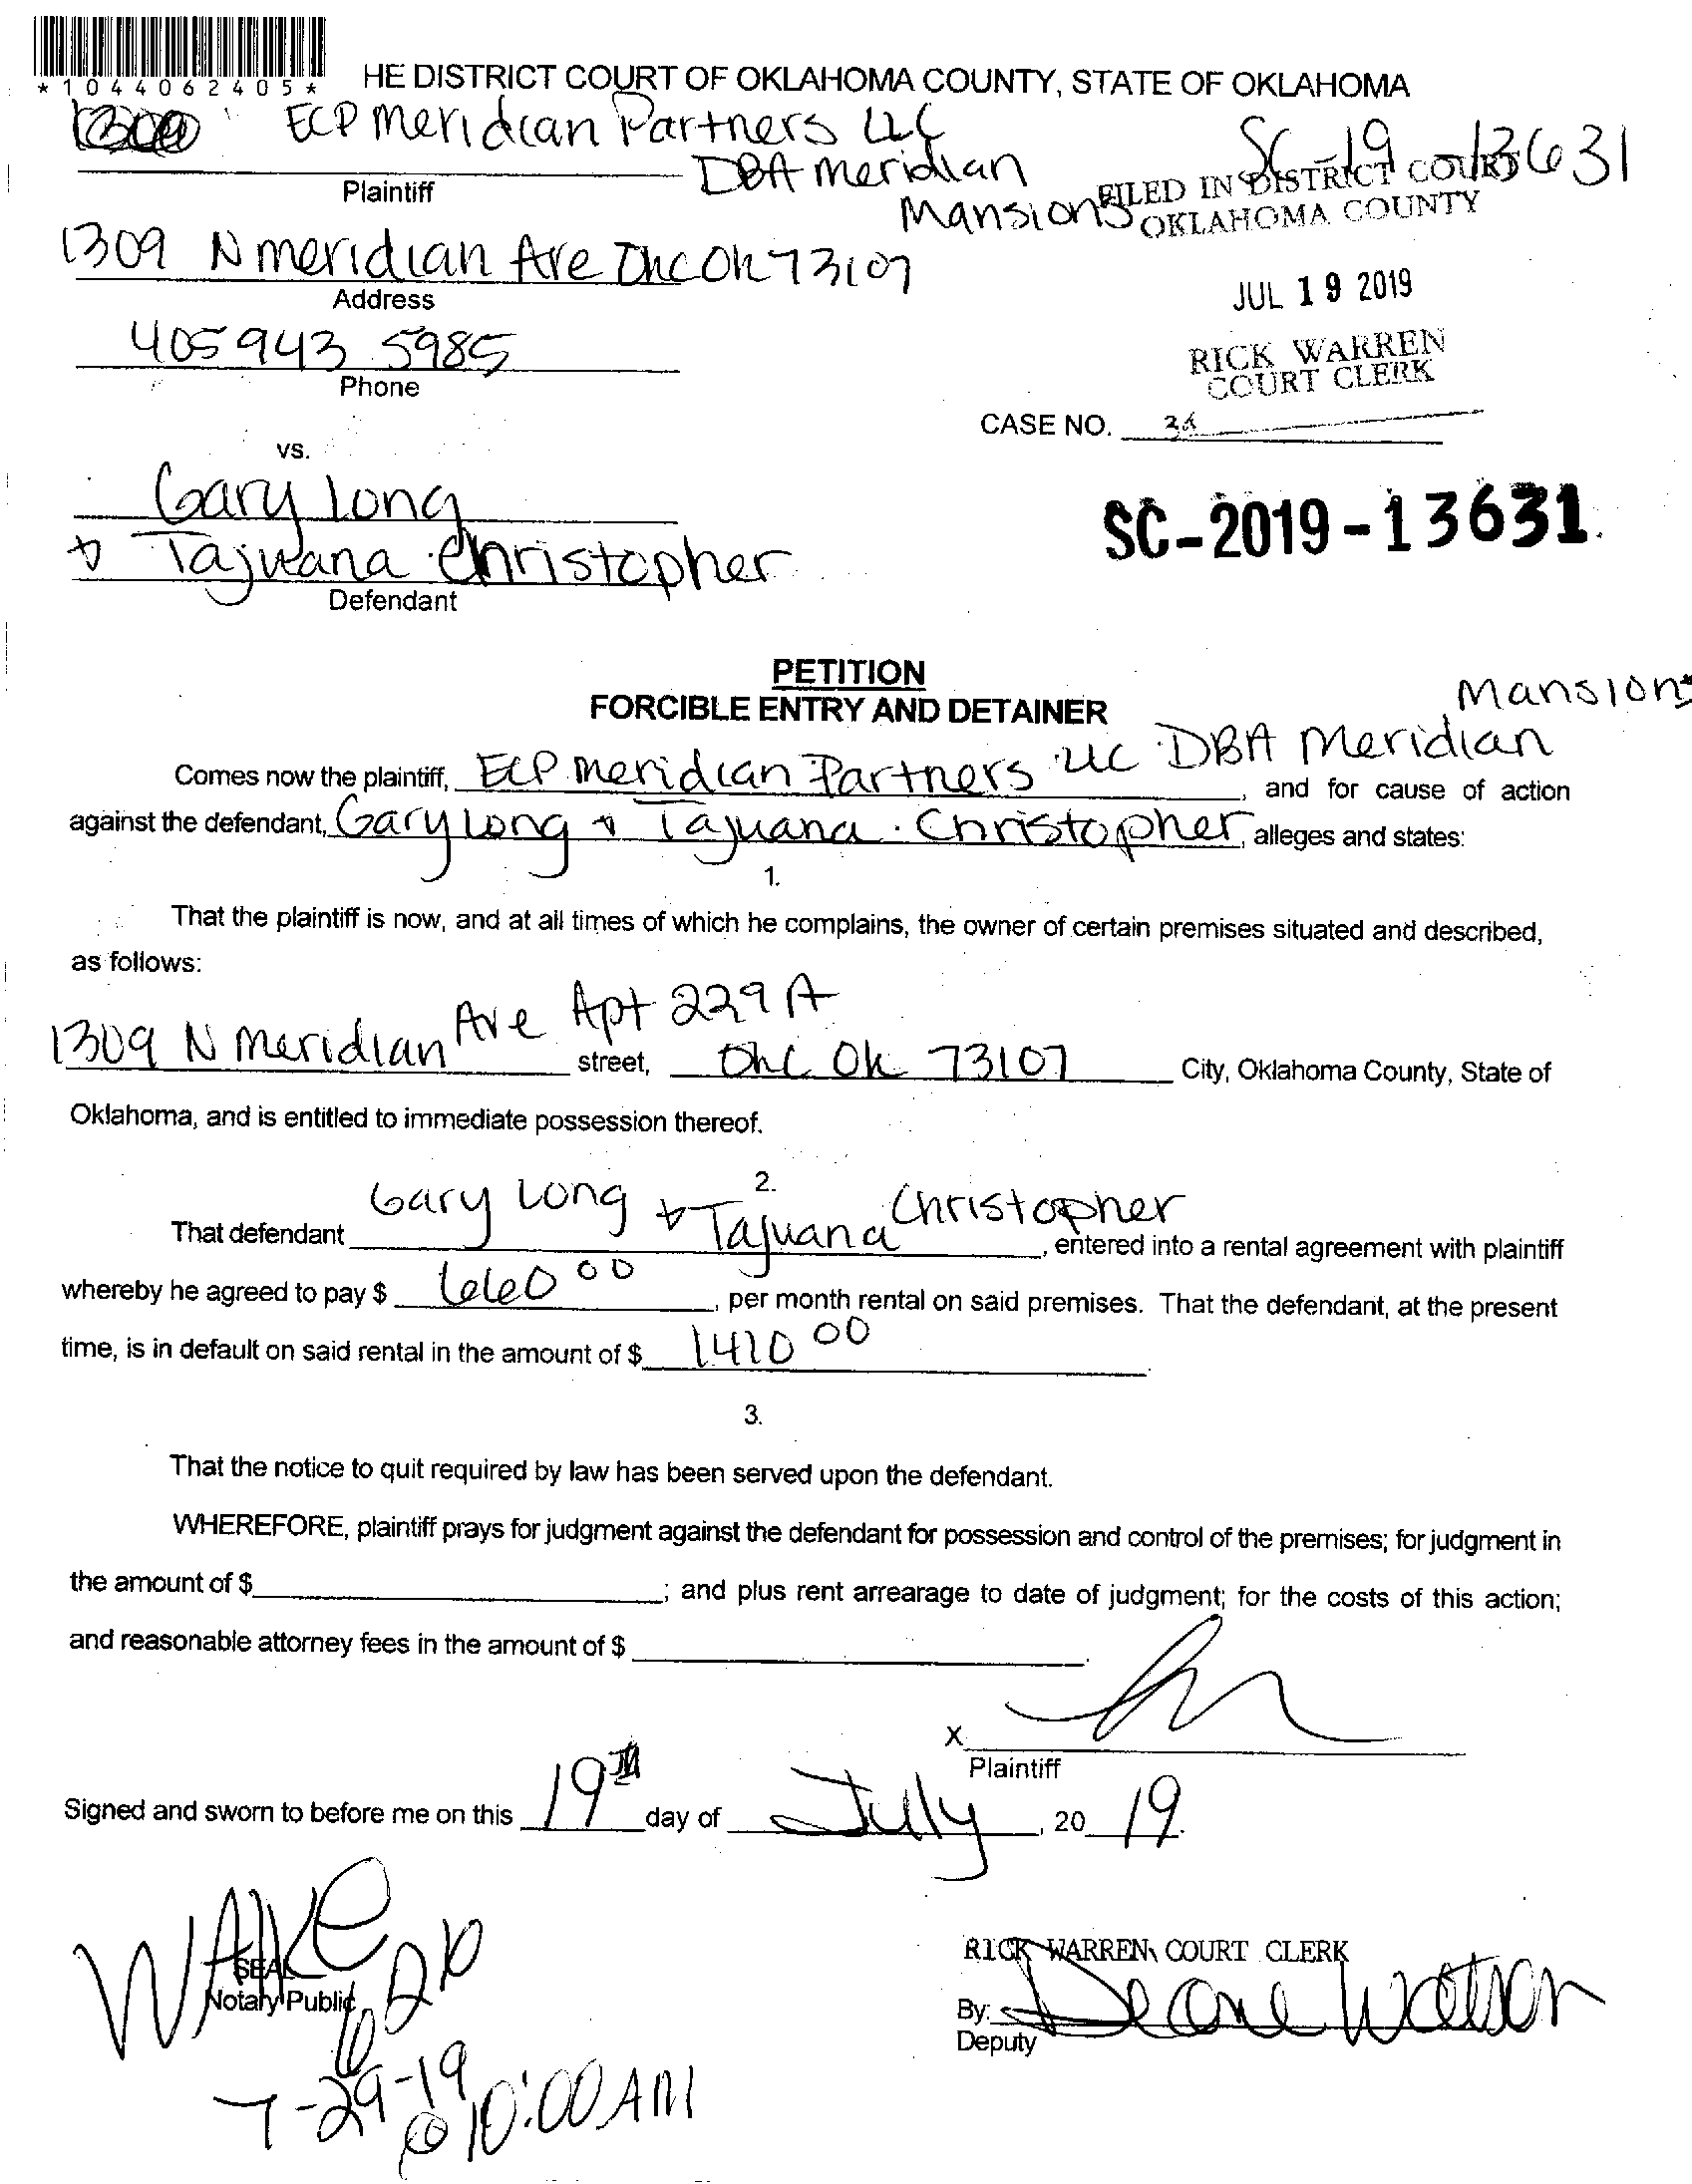 *1044062405*
HE DISTRICT COURT OF OKLAHOMA COUNTY, STATE OF OKLAHOMA
ECP Meridian Partners LLC
DBA Meridian
Mansions
SC-19-13631
Plaintiff
FILED IN DISTRICT COURT
OKLAHOMA COUNTY
1309 N Meridian Ave OKC OK 73107
Address
JUL 19 2019
405 943 5985
Phone
RICK WARREN
COURT CLERK
CASE NO.
vs.
Gary Long
& Tajuana Christopher
Defendant
SC-2019-13631
PETITION
FORCIBLE ENTRY AND DETAINER
Mansions
Comes now the plaintiff, ECP Meridian Partners LLC DBA Meridian, and for cause of action
against the defendant, Gary Long & Tajuana Christopher, alleges and states:
1.
That the plaintiff is now, and at all times of which he complains, the owner of certain premises situated and described,
as follows:
1309 N Meridian Ave Apt 229A street, OKC OK 73107 City, Oklahoma County, State of
Oklahoma, and is entitled to immediate possession thereof.
2.
That defendant Gary Long & Tajuana Christopher, entered into a rental agreement with plaintiff
whereby he agreed to pay $ 660 00, per month rental on said premises. That the defendant, at the present
time, is in default on said rental in the amount of $ 1410 00.
3.
That the notice to quit required by law has been served upon the defendant.
WHEREFORE, plaintiff prays for judgment against the defendant for possession and control of the premises; for judgment in
the amount of $; and plus rent arrearage to date of judgment; for the costs of this action;
and reasonable attorney fees in the amount of $.
X
Plaintiff
Signed and sworn to before me on this 19th day of July, 20 19.
SEAL
Notary Public
RICK WARREN, COURT CLERK
By:
Deputy
7-29-19
@ 10:00 AM